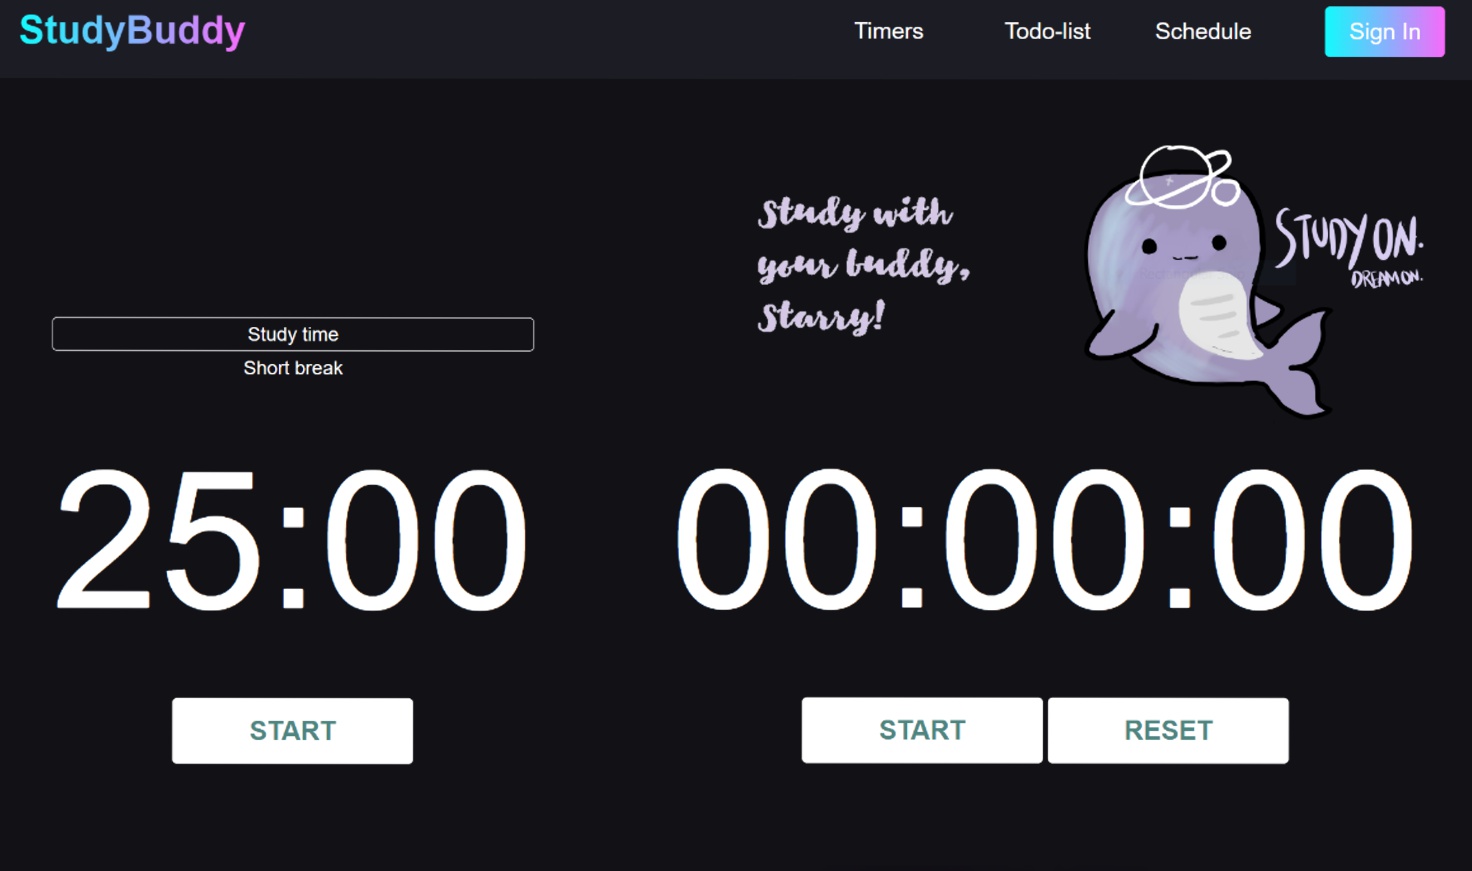 StudyBuddy
Timers
Todo-list
Schedule
Sign In
Study with
your buddy,
Starry!
STUDY ON.
DREAM ON.
Study time
Short break
25:00
00:00:00
START
START
RESET